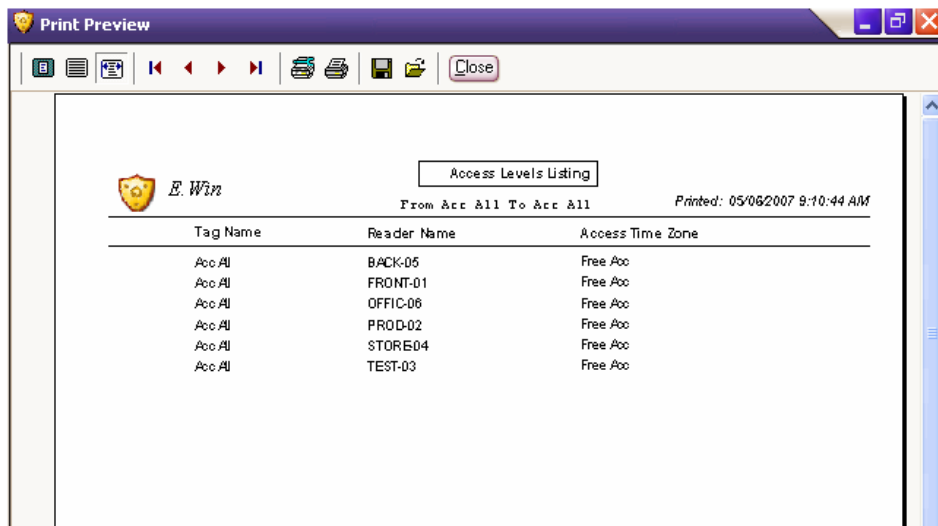 Print Preview
Close
Access Levels Listing
E. Win
From Acc All To Acc All
Printed: 05/06/2007 9:10:44 AM
Tag Name Reader Name Access Time Zone
Acc All BACK-05 Free Acc
Acc All FRONT-01 Free Acc
Acc All OFFIC-06 Free Acc
Acc All PROD-02 Free Acc
Acc All STORE-04 Free Acc
Acc All TEST-03 Free Acc